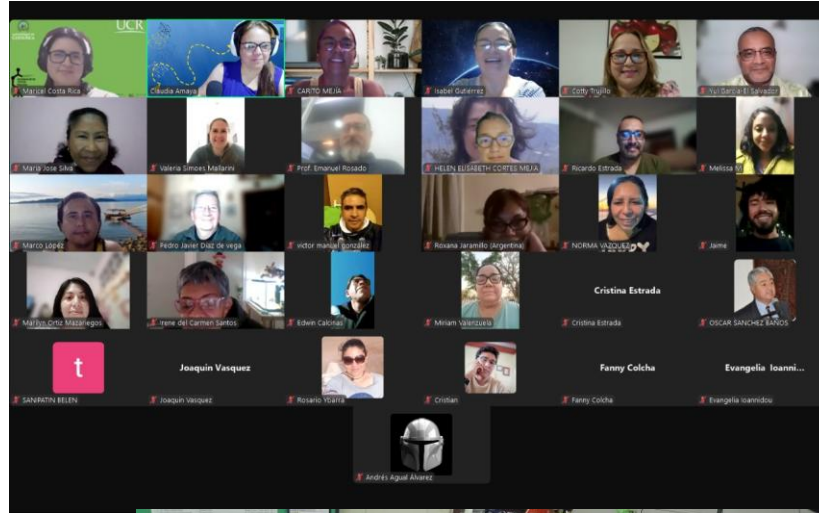 UCR
Maricel Costa Rica
Claudia Amaya
CARITO MEJÍA
Isabel Gutierrez
Cotty Trujillo
Yuri García-El Salvador
Maria Jose Silva
Valeria Simoes Mallarini
Prof. Emanuel Rosado
HELEN ELISABETH CORTES MEJIA
Ricardo Estrada
Melissa M
Marco López
Pedro Javier Díaz de vega
victor manuel gonzález
Roxana Jaramillo (Argentina)
NORMA VAZQUEZ
Jaime
Marilyn Ortiz Mazariegos
Irene del Carmen Santos
Edwin Calcinas
Miriam Valenzuela
Cristina Estrada
Cristina Estrada
OSCAR SANCHEZ BAÑOS
t
SANIPATIN BELEN
Joaquin Vasquez
Joaquin Vasquez
Rosario Ybarra
Cristian
Fanny Colcha
Fanny Colcha
Evangelia Ioanni...
Evangelia Ioannidou
Andrés Agual Álvarez